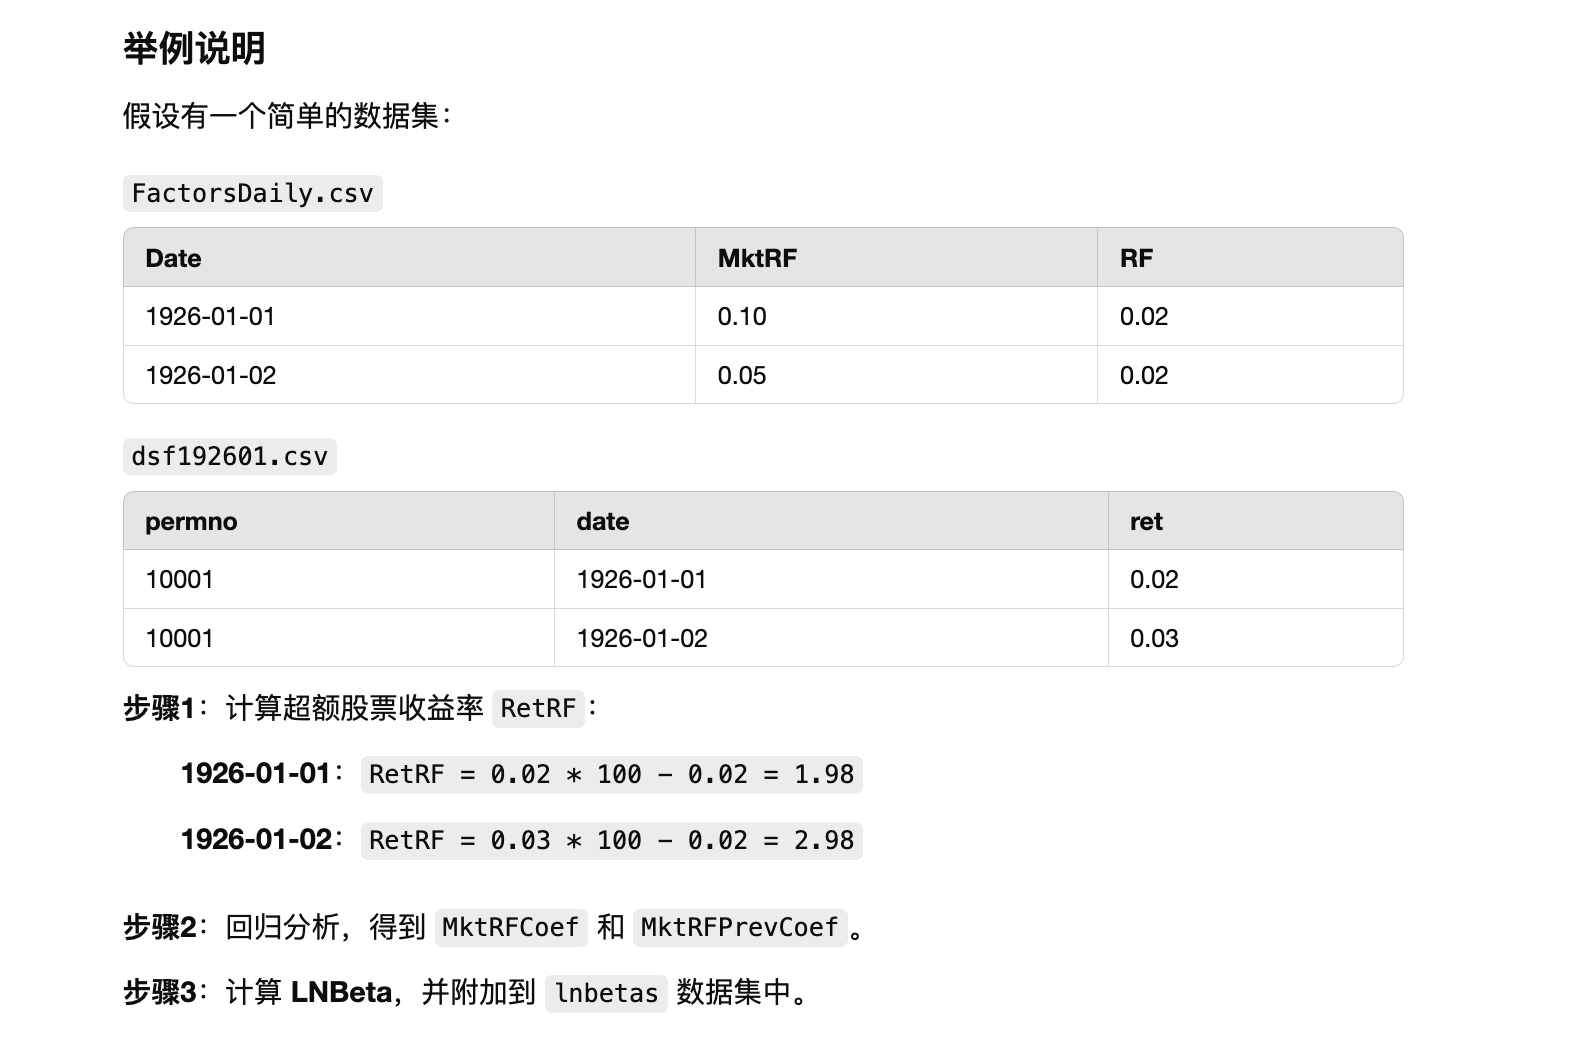 举例说明
假设有一个简单的数据集：
FactorsDaily.csv
Date MktRF RF
1926-01-01 0.10 0.02
1926-01-02 0.05 0.02
dsf192601.csv
permno date ret
10001 1926-01-01 0.02
10001 1926-01-02 0.03
步骤1：计算超额股票收益率 RetRF：
1926-01-01： RetRF = 0.02 * 100 − 0.02 = 1.98
1926-01-02： RetRF = 0.03 * 100 − 0.02 = 2.98
步骤2：回归分析，得到 MktRFCoef 和 MktRFPrevCoef。
步骤3：计算 LNBeta，并附加到 lnbetas 数据集中。